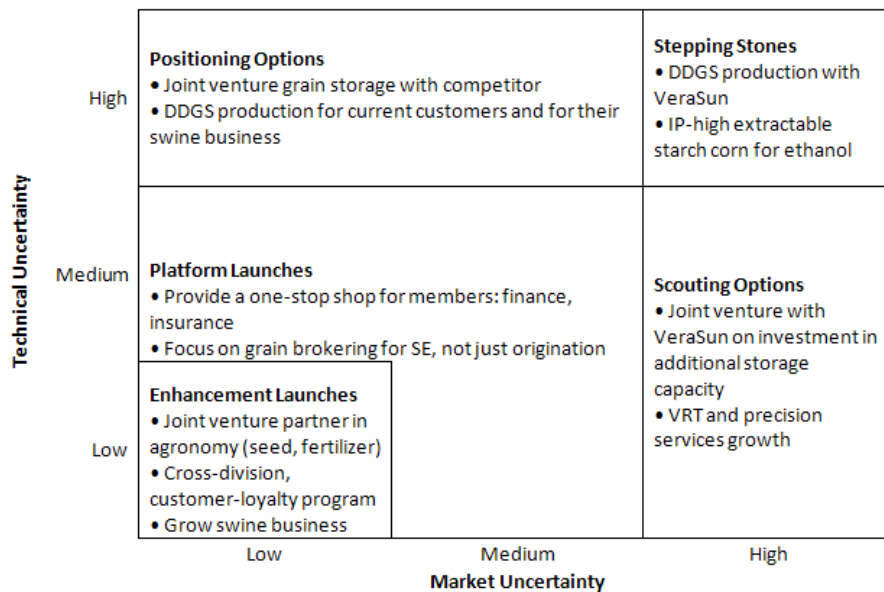 Technical Uncertainty
High
Medium
Low
Positioning Options
• Joint venture grain storage with competitor
• DDGS production for current customers and for their
swine business
Stepping Stones
• DDGS production with
VeraSun
• IP-high extractable
starch corn for ethanol
Platform Launches
• Provide a one-stop shop for members: finance,
insurance
• Focus on grain brokering for SE, not just origination
Scouting Options
• Joint venture with
VeraSun on investment in
additional storage
capacity
• VRT and precision
services growth
Enhancement Launches
• Joint venture partner in
agronomy (seed, fertilizer)
• Cross-division,
customer-loyalty program
• Grow swine business
Low
Medium
High
Market Uncertainty